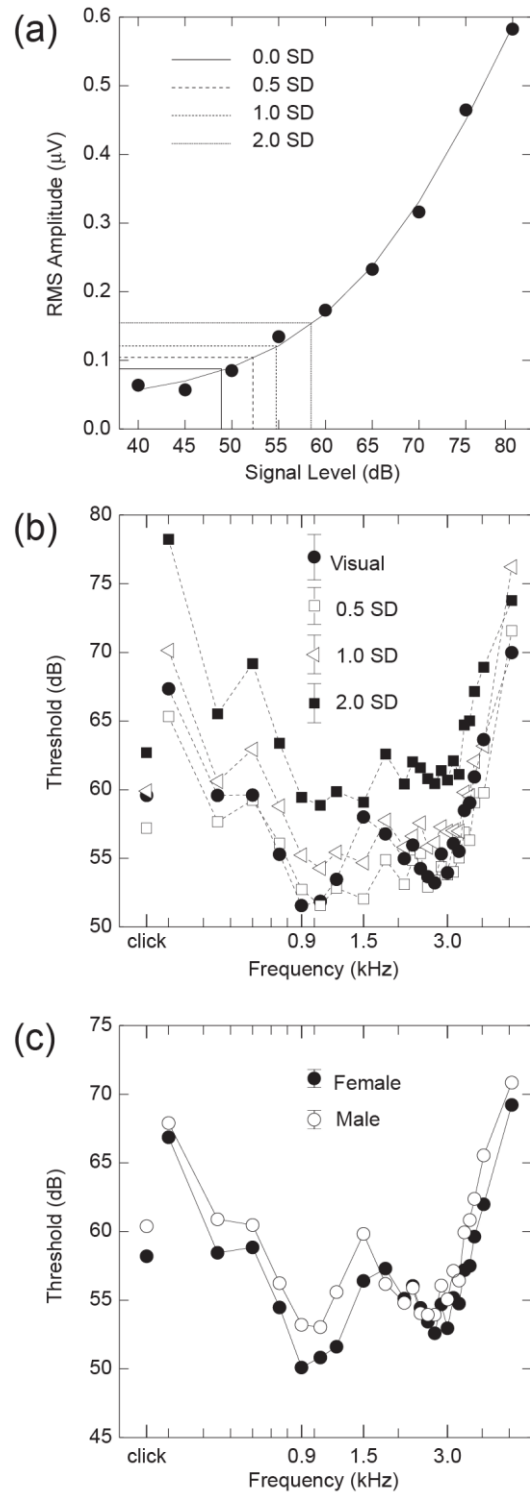 (a)
0.6
0.5
0.4
0.3
0.2
0.1
0.0
RMS Amplitude (μV)
0.0 SD
0.5 SD
1.0 SD
2.0 SD
40 45 50 55 60 65 70 75 80
Signal Level (dB)
(b)
80
75
70
65
60
55
50
Threshold (dB)
Visual
0.5 SD
1.0 SD
2.0 SD
click 0.9 1.5 3.0
Frequency (kHz)
(c)
75
70
65
60
55
50
45
Threshold (dB)
Female
Male
click 0.9 1.5 3.0
Frequency (kHz)